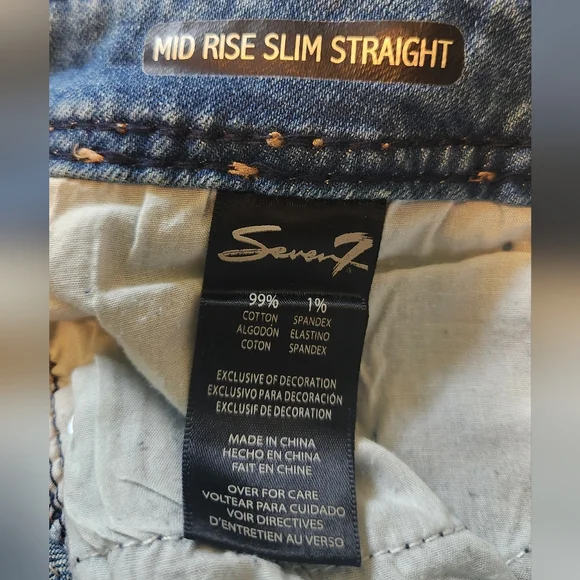 MID RISE SLIM STRAIGHT
Seven7
99% 1%
COTTON SPANDEX
ALGODÓN ELASTINO
COTON SPANDEX
EXCLUSIVE OF DECORATION
EXCLUSIVO PARA DECORACIÓN
EXCLUSIF DE DECORATION
MADE IN CHINA
HECHO EN CHINA
FAIT EN CHINE
OVER FOR CARE
VOLTEAR PARA CUIDADO
VOIR DIRECTIVES
D'ENTRETIEN AU VERSO